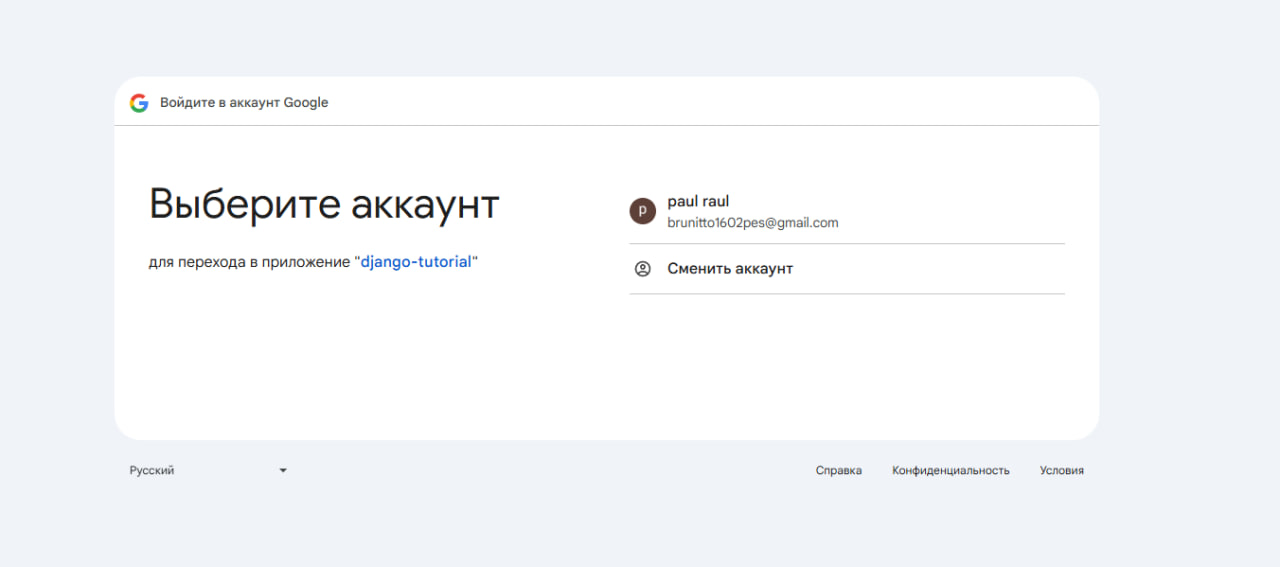 Войдите в аккаунт Google
Выберите аккаунт
для перехода в приложение "django-tutorial"
p
paul raul
brunitto1602pes@gmail.com
Сменить аккаунт
Русский
Справка
Конфиденциальность
Условия